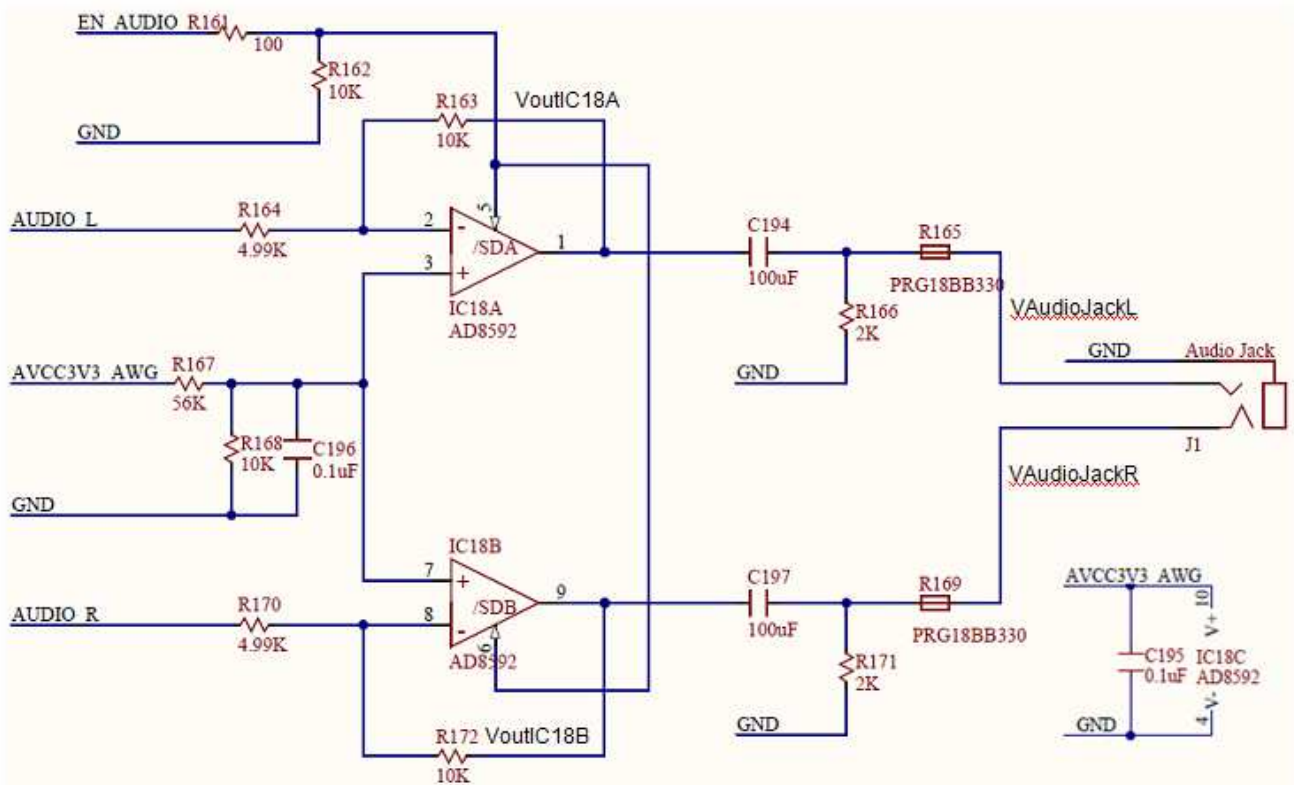 EN_AUDIO R161
100
R162
10K
GND
R163
10K
VoutIC18A
AUDIO_L
R164
4.99K
2
-
5
/SDA
1
3
+
IC18A
AD8592
C194
100uF
R165
PRG18BB330
R166
2K
GND
VAudioJackL
GND
Audio Jack
J1
AVCC3V3_AWG
R167
56K
R168
10K
C196
0.1uF
GND
IC18B
7
+
9
/SDB
8
-
6
AD8592
AUDIO_R
R170
4.99K
R172
10K
VoutIC18B
C197
100uF
R169
PRG18BB330
R171
2K
GND
VAudioJackR
AVCC3V3_AWG
10
V+
C195
0.1uF
IC18C
AD8592
V-
4
GND